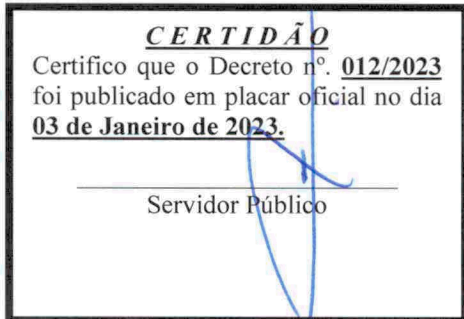 CERTIDÃO
Certifico que o Decreto nº. 012/2023
foi publicado em placar oficial no dia
03 de Janeiro de 2023.
Servidor Público